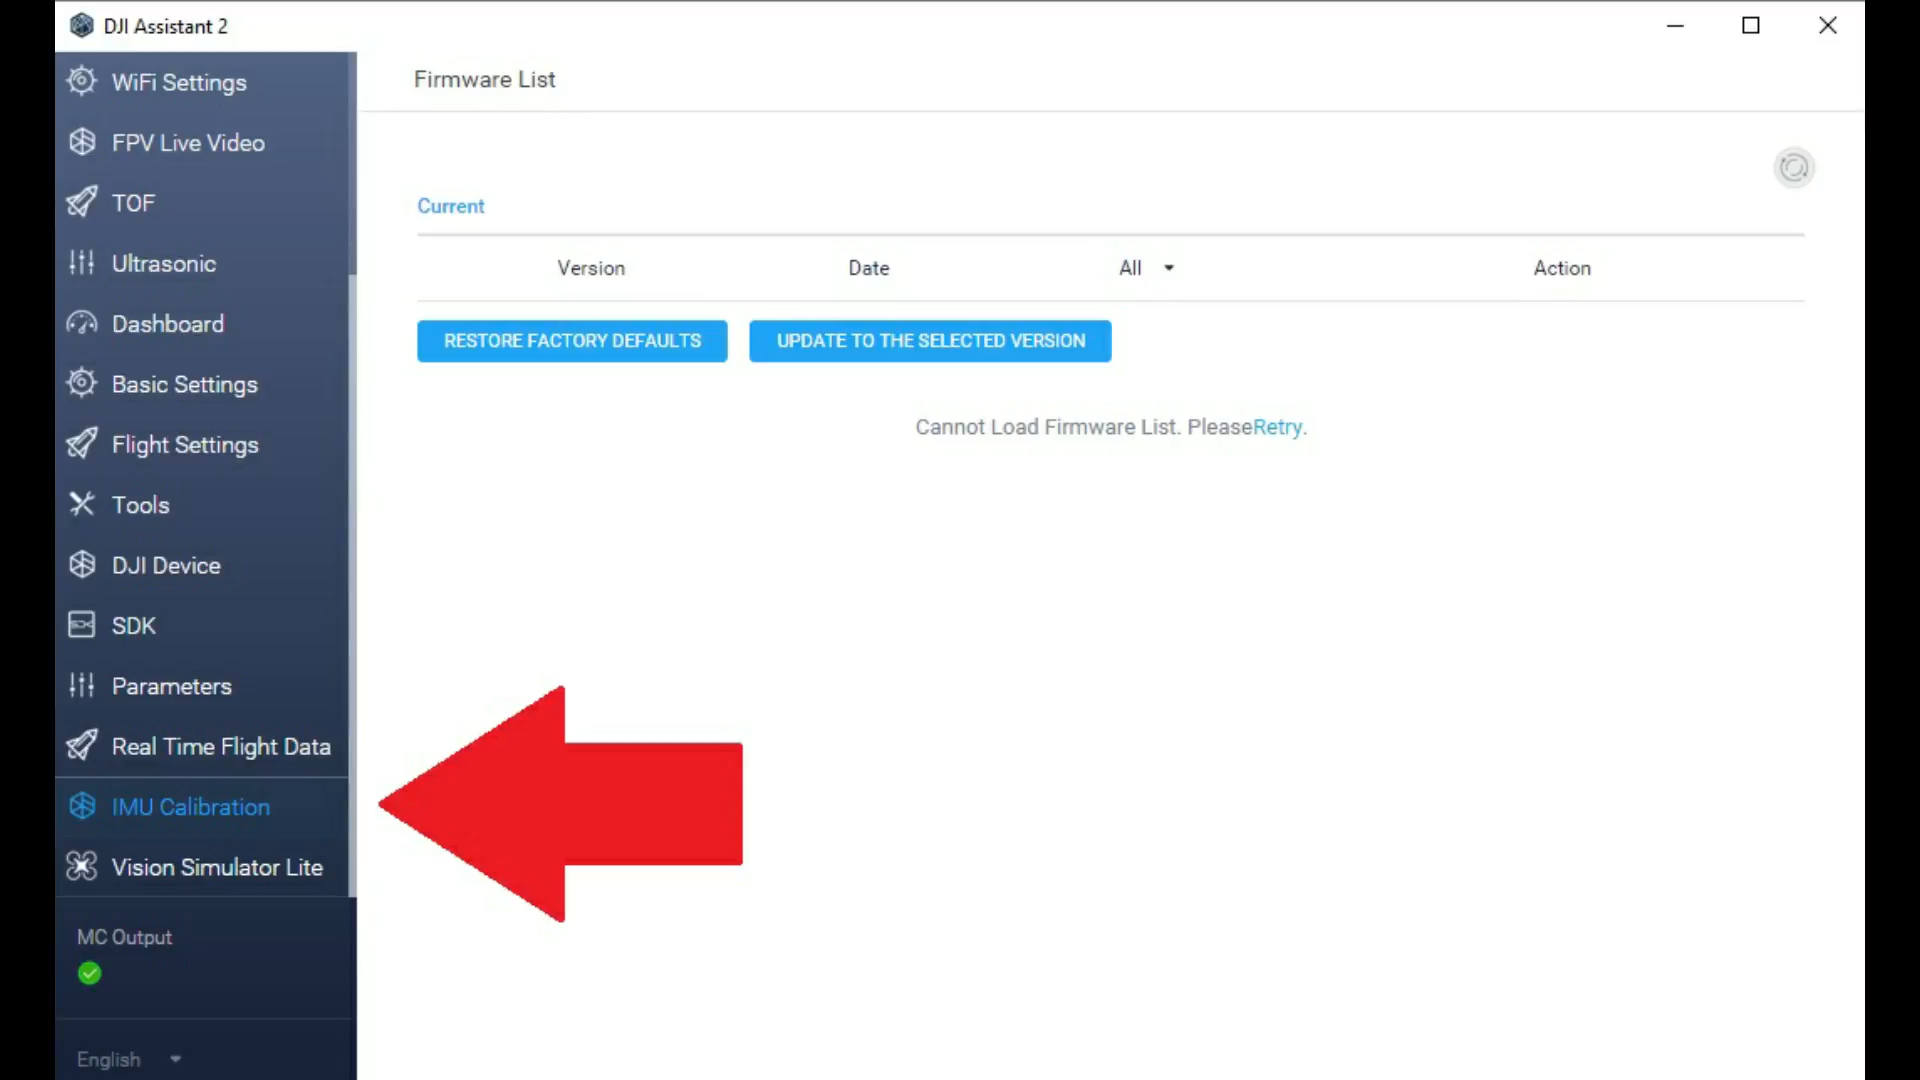 DJI Assistant 2
WiFi Settings
FPV Live Video
TOF
Ultrasonic
Dashboard
Basic Settings
Flight Settings
Tools
DJI Device
SDK
Parameters
Real Time Flight Data
IMU Calibration
Vision Simulator Lite
MC Output
English
Firmware List
Current
Version Date All Action
RESTORE FACTORY DEFAULTS UPDATE TO THE SELECTED VERSION
Cannot Load Firmware List. PleaseRetry.